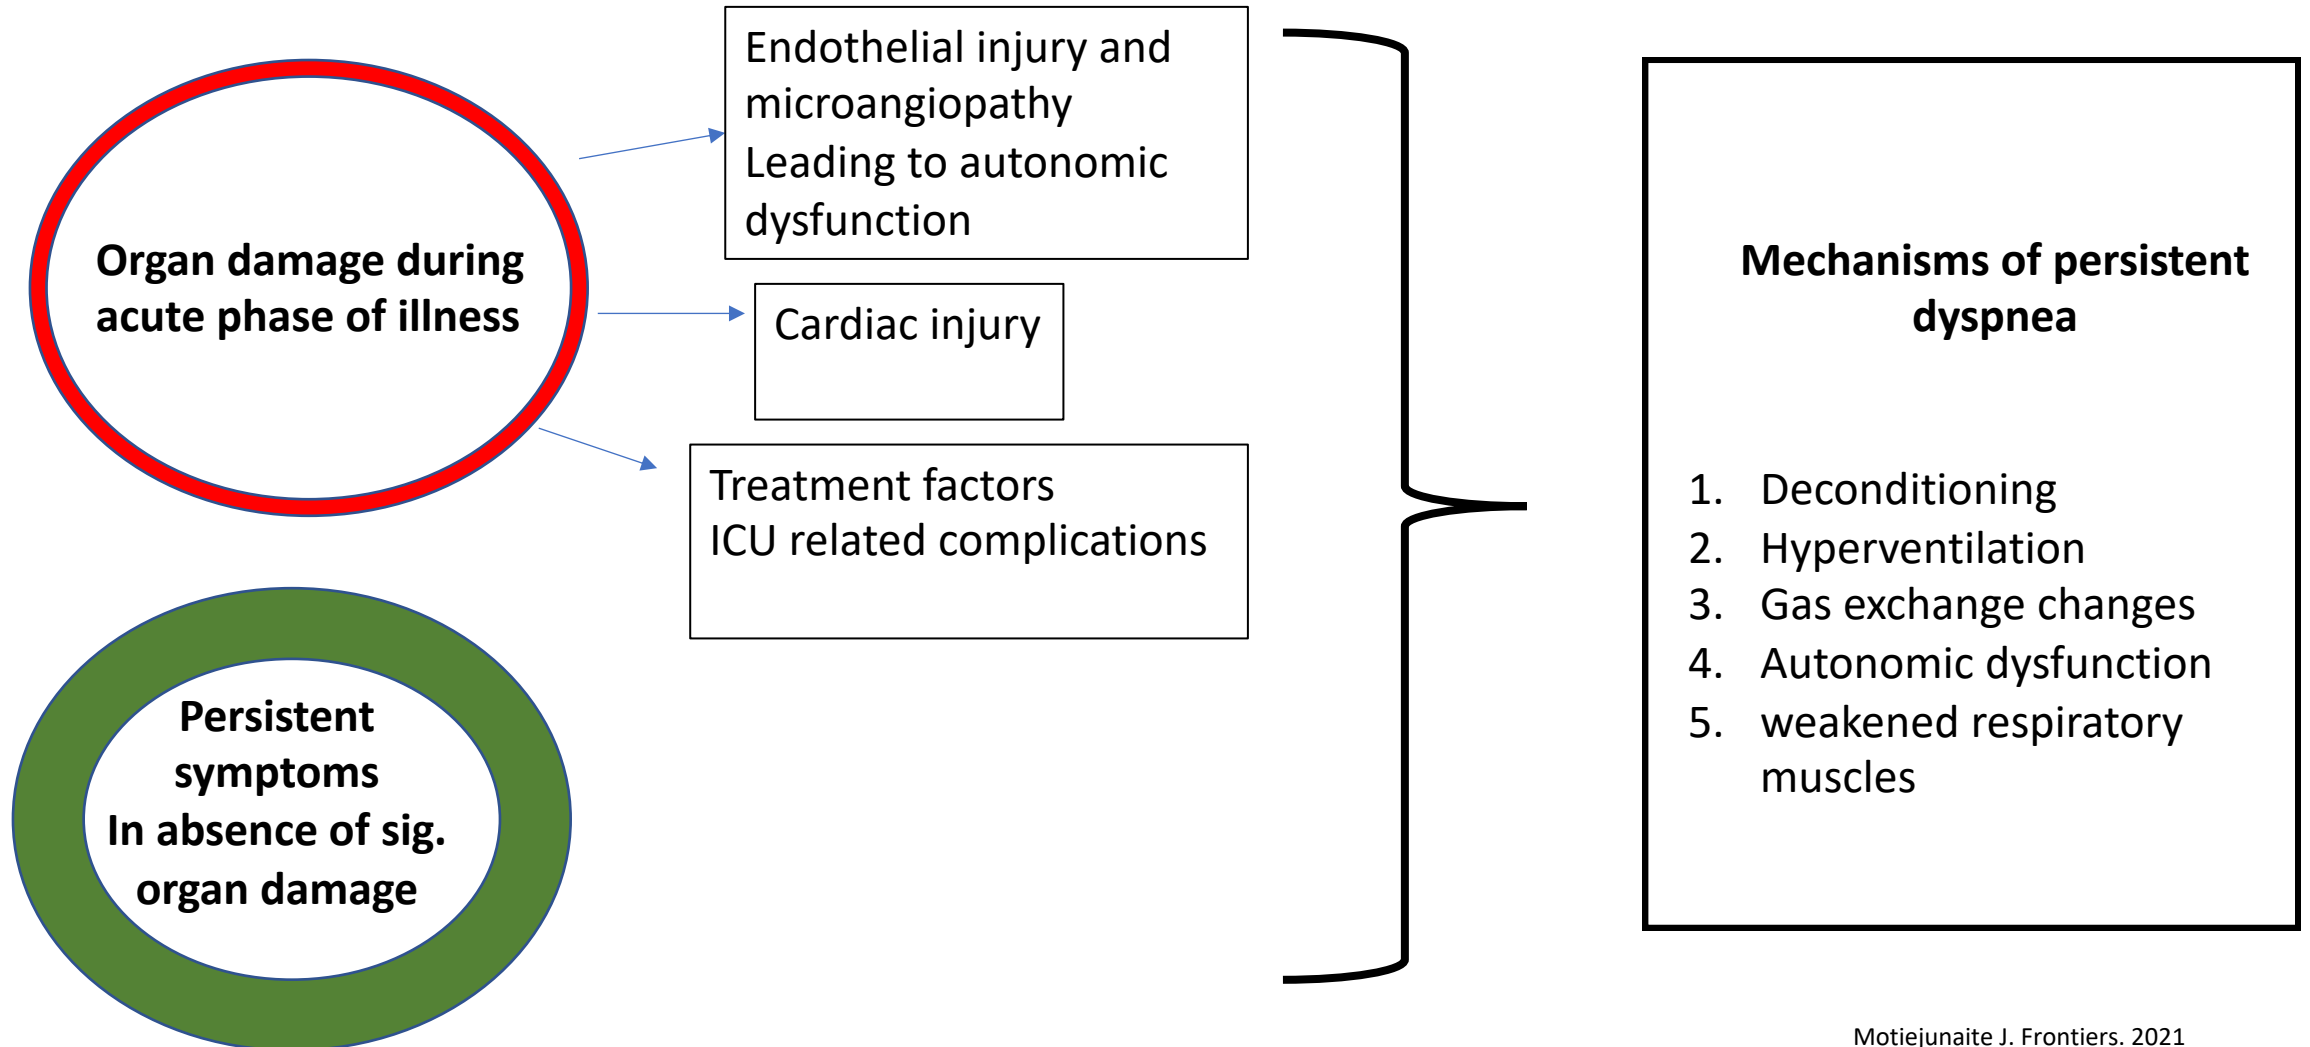 Organ damage during
acute phase of illness
Endothelial injury and
microangiopathy
Leading to autonomic
dysfunction
Cardiac injury
Treatment factors
ICU related complications
Persistent
symptoms
In absence of sig.
organ damage
Mechanisms of persistent
dyspnea
1. Deconditioning
2. Hyperventilation
3. Gas exchange changes
4. Autonomic dysfunction
5. weakened respiratory
muscles
Motiejunaite J. Frontiers. 2021